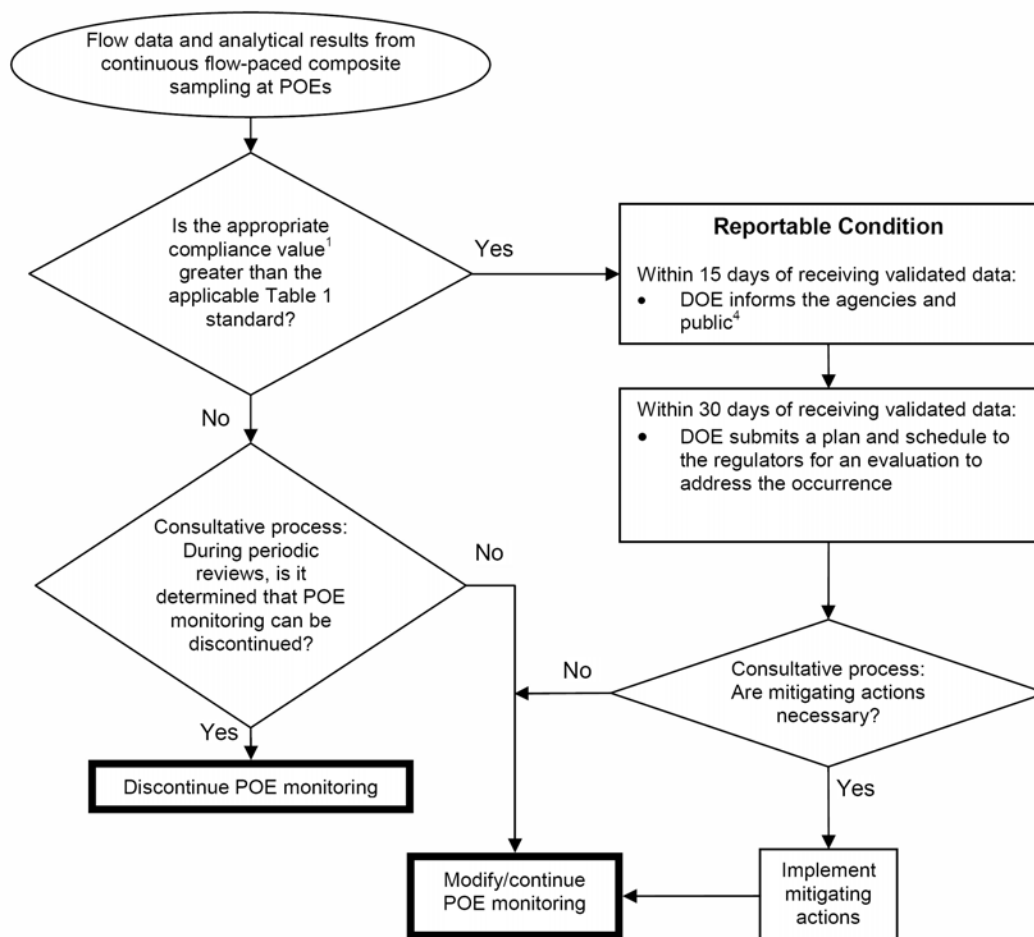 Flow data and analytical results from
continuous flow-paced composite
sampling at POEs
Is the appropriate
compliance value¹
greater than the
applicable Table 1
standard?
Yes
Reportable Condition
Within 15 days of receiving validated data:
• DOE informs the agencies and
public⁴
Within 30 days of receiving validated data:
• DOE submits a plan and schedule to
the regulators for an evaluation to
address the occurrence
No
Consultative process:
During periodic
reviews, is it
determined that POE
monitoring can be
discontinued?
No
Yes
Discontinue POE monitoring
No
Consultative process:
Are mitigating actions
necessary?
Yes
Implement
mitigating
actions
Modify/continue
POE monitoring